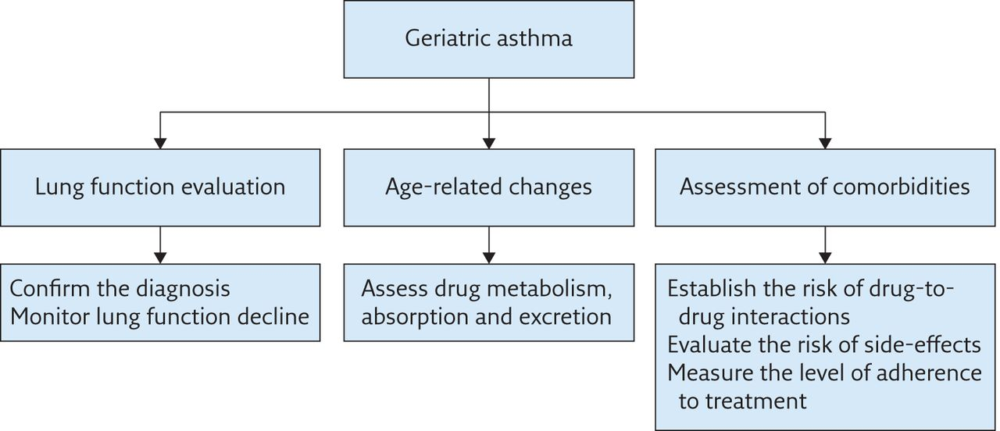 Geriatric asthma
Lung function evaluation
Age-related changes
Assessment of comorbidities
Confirm the diagnosis
Monitor lung function decline
Assess drug metabolism,
absorption and excretion
Establish the risk of drug-to-
drug interactions
Evaluate the risk of side-effects
Measure the level of adherence
to treatment